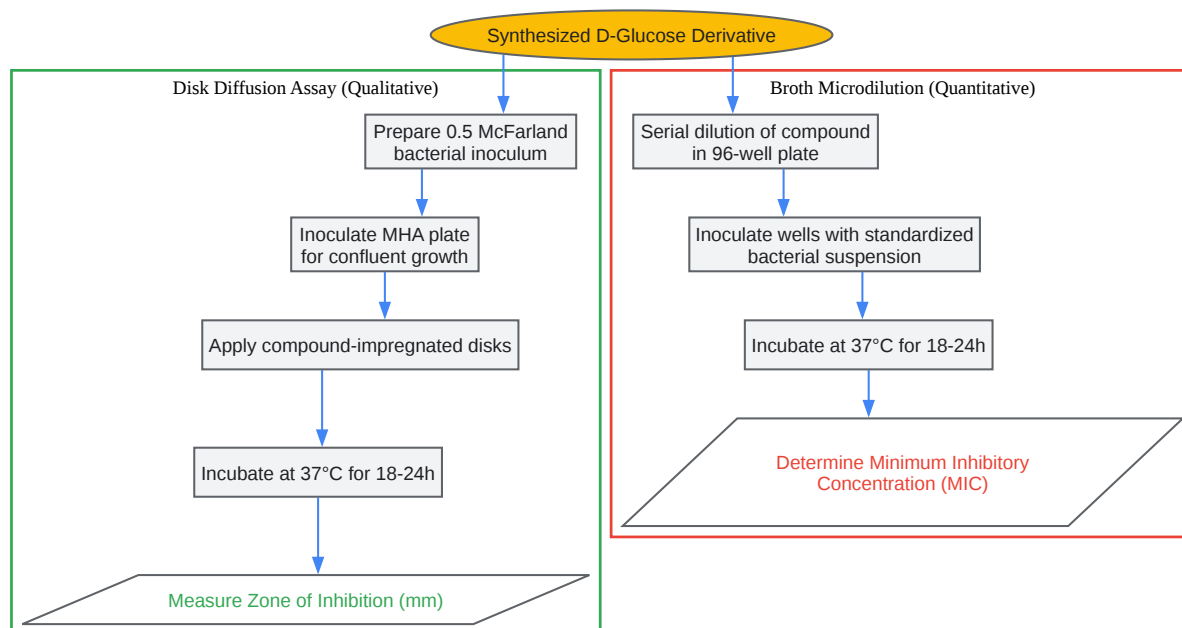 Synthesized D-Glucose Derivative
Disk Diffusion Assay (Qualitative)
Prepare 0.5 McFarland
bacterial inoculum
Inoculate MHA plate
for confluent growth
Apply compound-impregnated disks
Incubate at 37°C for 18-24h
Measure Zone of Inhibition (mm)
Broth Microdilution (Quantitative)
Serial dilution of compound
in 96-well plate
Inoculate wells with standardized
bacterial suspension
Incubate at 37°C for 18-24h
Determine Minimum Inhibitory
Concentration (MIC)